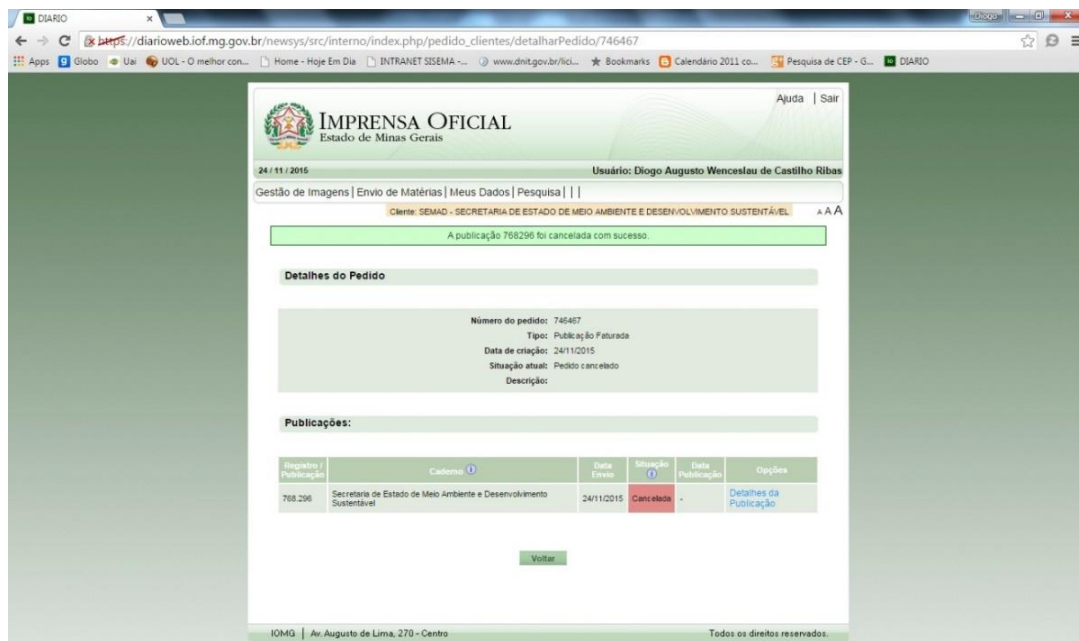 DIARIO
Diogo
https://diarioweb.iof.mg.gov.br/newsys/src/interno/index.php/pedido_clientes/detalharPedido/746467
Apps Globo Uai UOL - O melhor con... Home - Hoje Em Dia INTRANET SISEMA -... www.dnit.gov.br/lici... Bookmarks Calendário 2011 co... Pesquisa de CEP - G... DIARIO
Ajuda | Sair
IMPRENSA OFICIAL
Estado de Minas Gerais
24 / 11 / 2015 Usuário: Diogo Augusto Wenceslau de Castilho Ribas
Gestão de Imagens | Envio de Matérias | Meus Dados | Pesquisa | | |
Cliente: SEMAD - SECRETARIA DE ESTADO DE MEIO AMBIENTE E DESENVOLVIMENTO SUSTENTÁVEL A A A
A publicação 768296 foi cancelada com sucesso.
Detalhes do Pedido
Número do pedido: 746467
Tipo: Publicação Faturada
Data de criação: 24/11/2015
Situação atual: Pedido cancelado
Descrição:
Publicações:
Registro / Publicação Caderno Data Envio Situação Data Publicação Opções
768.296 Secretaria de Estado de Meio Ambiente e Desenvolvimento Sustentável 24/11/2015 Cancelada - Detalhes da Publicação
Voltar
IOMG | Av. Augusto de Lima, 270 - Centro Todos os direitos reservados.